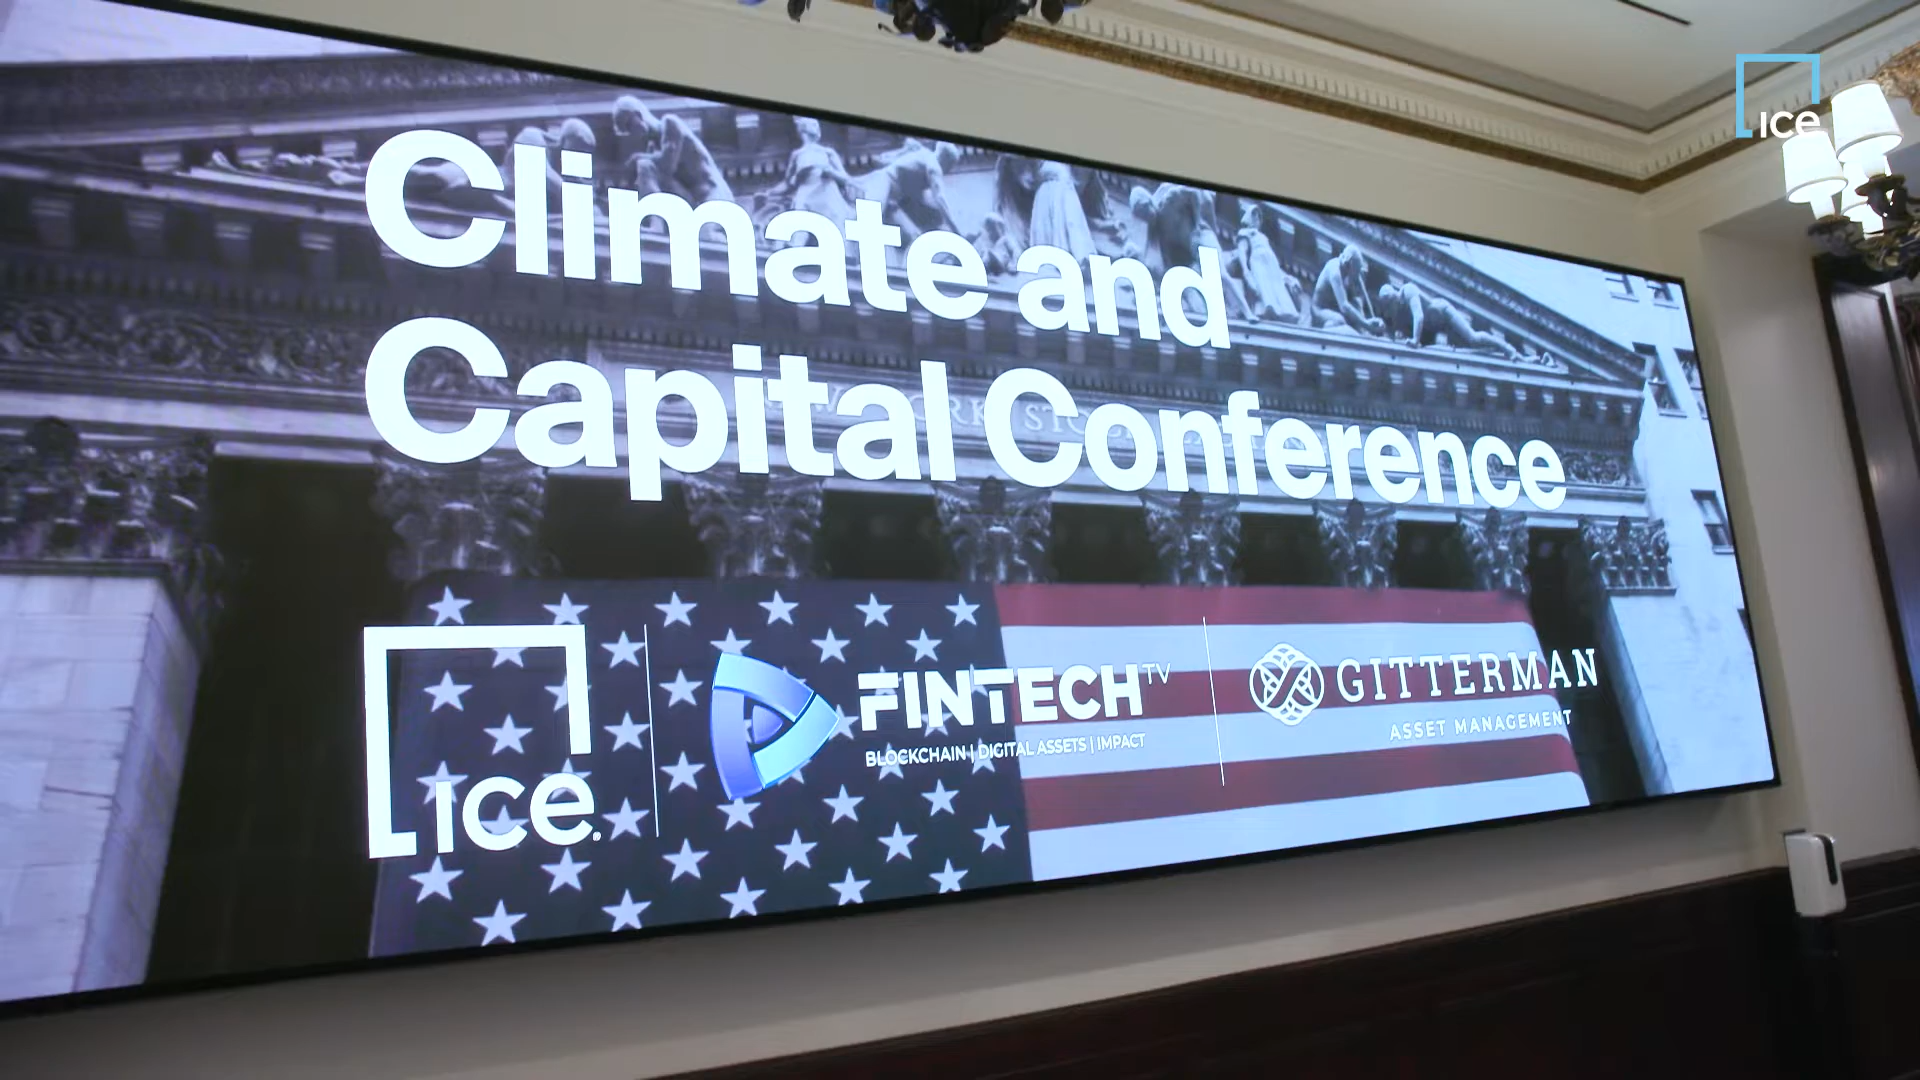 ice
Climate and
Capital Conference
ice
FINTECH TV
BLOCKCHAIN | DIGITAL ASSETS | IMPACT
GITTERMAN
ASSET MANAGEMENT